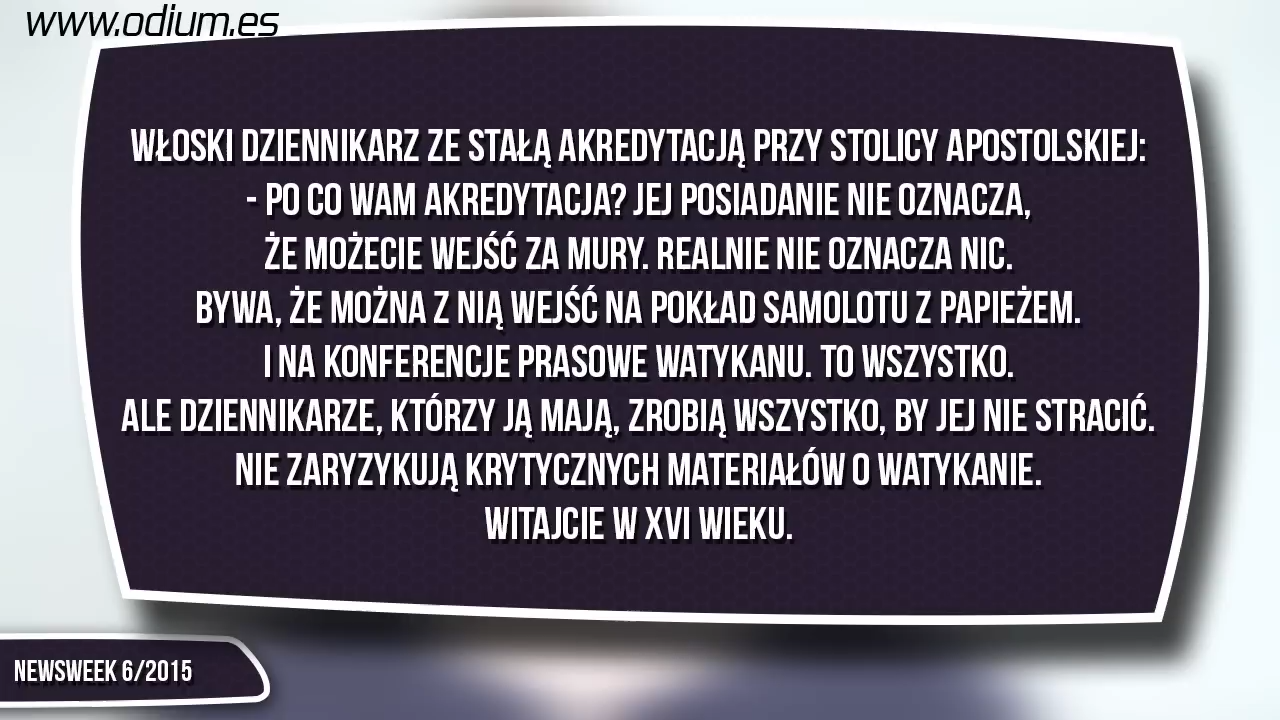 www.odium.es
WŁOSKI DZIENNIKARZ ZE STAŁĄ AKREDYTACJĄ PRZY STOLICY APOSTOLSKIEJ:
- PO CO WAM AKREDYTACJA? JEJ POSIADANIE NIE OZNACZA,
ŻE MOŻECIE WEJŚĆ ZA MURY. REALNIE NIE OZNACZA NIC.
BYWA, ŻE MOŻNA Z NIĄ WEJŚĆ NA POKŁAD SAMOLOTU Z PAPIEŻEM.
I NA KONFERENCJE PRASOWE WATYKANU. TO WSZYSTKO.
ALE DZIENNIKARZE, KTÓRZY JĄ MAJĄ, ZROBIĄ WSZYSTKO, BY JEJ NIE STRACIĆ.
NIE ZARYZYKUJĄ KRYTYCZNYCH MATERIAŁÓW O WATYKANIE.
WITAJCIE W XVI WIEKU.
NEWSWEEK 6/2015